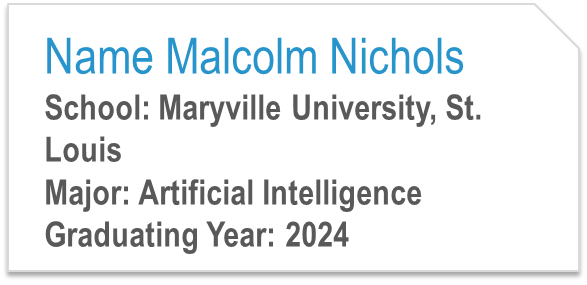 Name Malcolm Nichols
School: Maryville University, St.
Louis
Major: Artificial Intelligence
Graduating Year: 2024